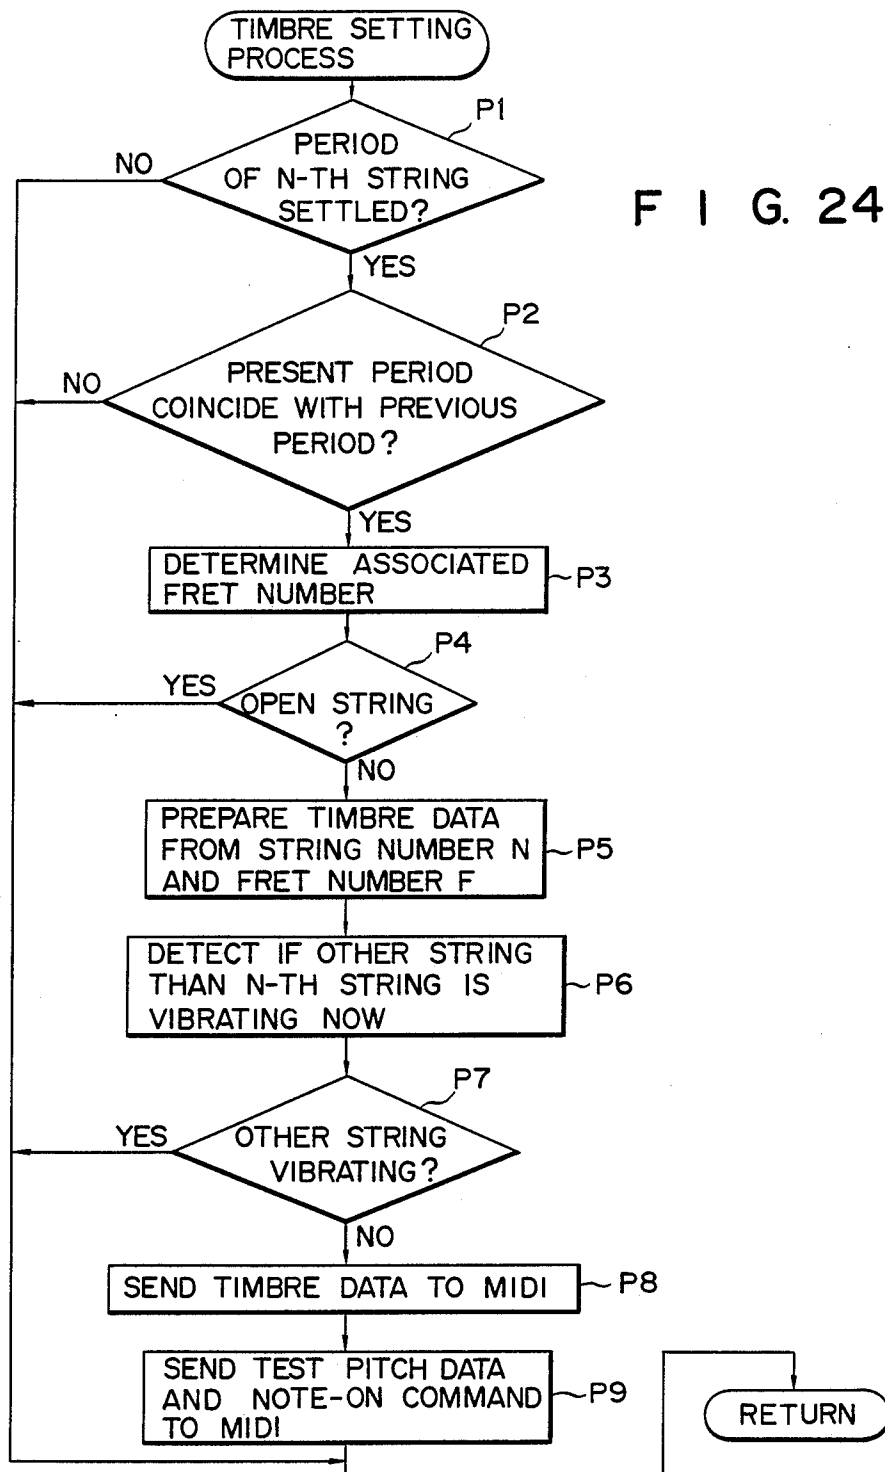 TIMBRE SETTING
PROCESS
P1
PERIOD
OF N-TH STRING
SETTLED?
NO
YES
F I G. 24
P2
PRESENT PERIOD
COINCIDE WITH PREVIOUS
PERIOD?
NO
YES
DETERMINE ASSOCIATED
FRET NUMBER
P3
P4
OPEN STRING
?
YES
NO
PREPARE TIMBRE DATA
FROM STRING NUMBER N
AND FRET NUMBER F
P5
DETECT IF OTHER STRING
THAN N-TH STRING IS
VIBRATING NOW
P6
P7
OTHER STRING
VIBRATING?
YES
NO
SEND TIMBRE DATA TO MIDI
P8
SEND TEST PITCH DATA
AND NOTE-ON COMMAND
TO MIDI
P9
RETURN